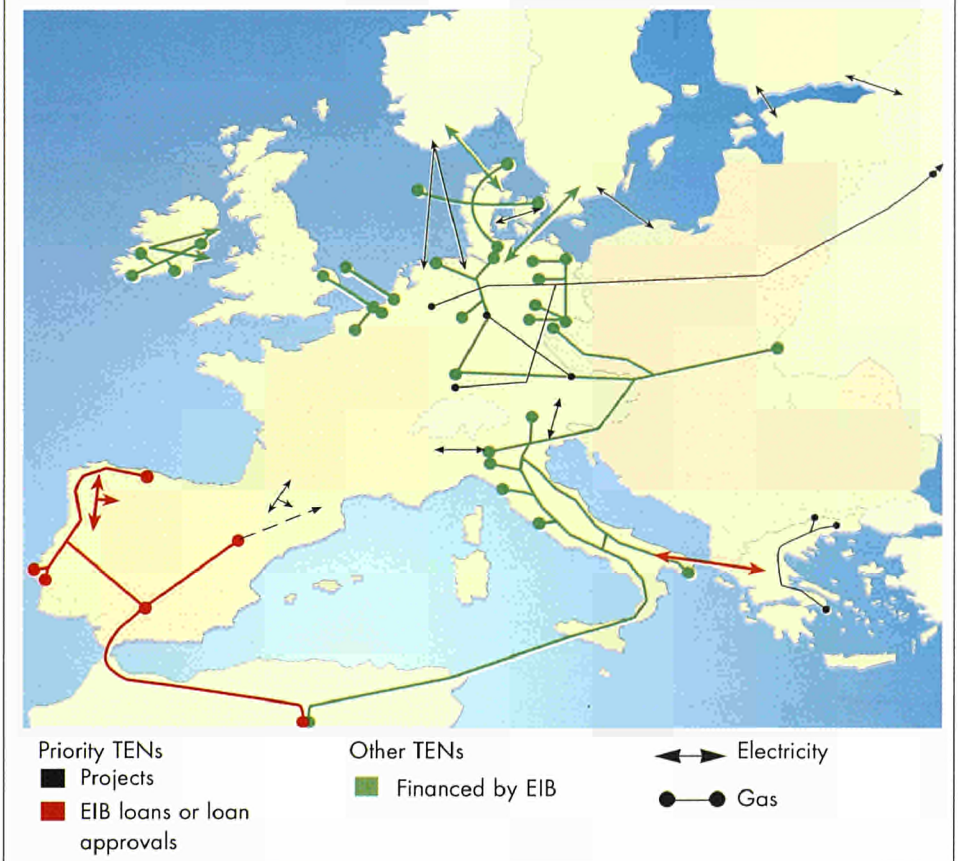 Priority TENs
Projects
EIB loans or loan
approvals
Other TENs
Financed by EIB
Electricity
Gas